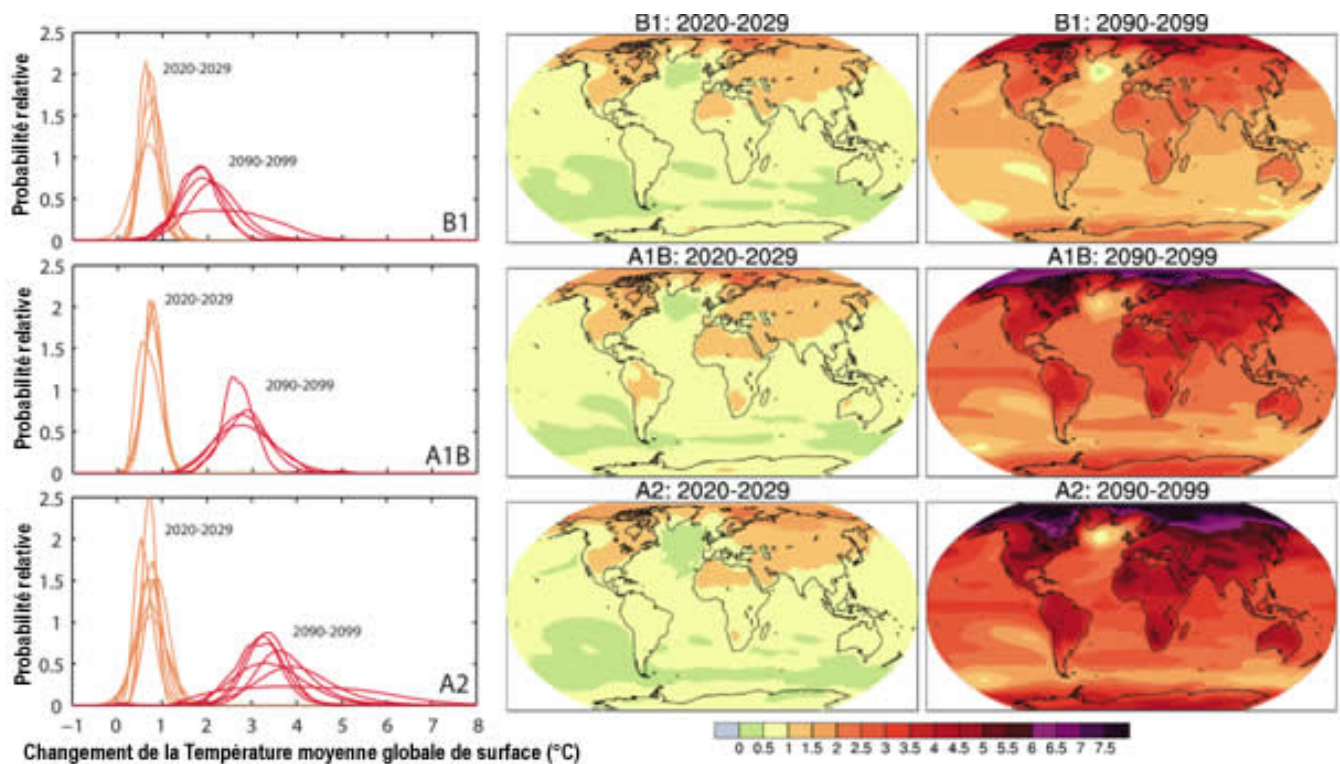 2.5
2
1.5
1
0.5
0
Probabilité relative
2020-2029
2090-2099
B1
B1: 2020-2029
B1: 2090-2099
2.5
2
1.5
1
0.5
0
Probabilité relative
2020-2029
2090-2099
A1B
A1B: 2020-2029
A1B: 2090-2099
2.5
2
1.5
1
0.5
0
Probabilité relative
2020-2029
2090-2099
A2
A2: 2020-2029
A2: 2090-2099
−1 0 1 2 3 4 5 6 7 8
Changement de la Température moyenne globale de surface (°C)
0 0.5 1 1.5 2 2.5 3 3.5 4 4.5 5 5.5 6 6.5 7 7.5